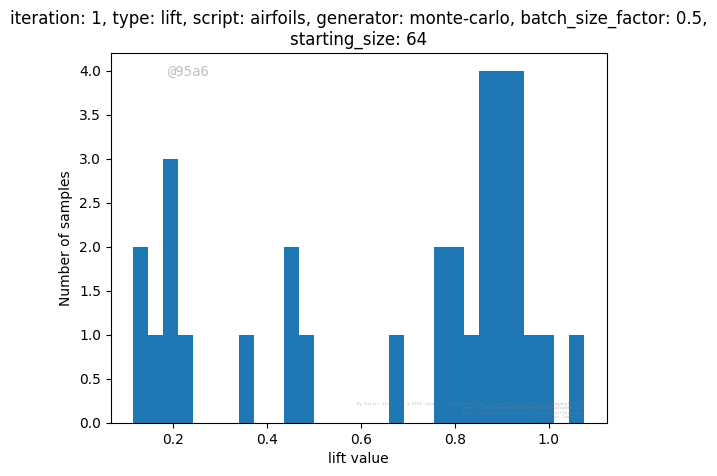 iteration: 1, type: lift, script: airfoils, generator: monte-carlo, batch_size_factor: 0.5,
starting_size: 64
@95a6
4.0
3.5
3.0
2.5
2.0
1.5
1.0
0.5
0.0
Number of samples
0.2
0.4
0.6
0.8
1.0
lift value